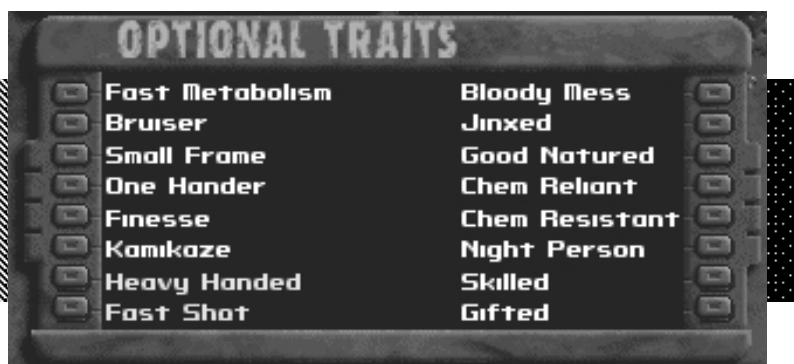 OPTIONAL TRAITS
Fast Metabolism
Bruiser
Small Frame
One Hander
Finesse
Kamikaze
Heavy Handed
Fast Shot
Bloody Mess
Jinxed
Good Natured
Chem Reliant
Chem Resistant
Night Person
Skilled
Gifted